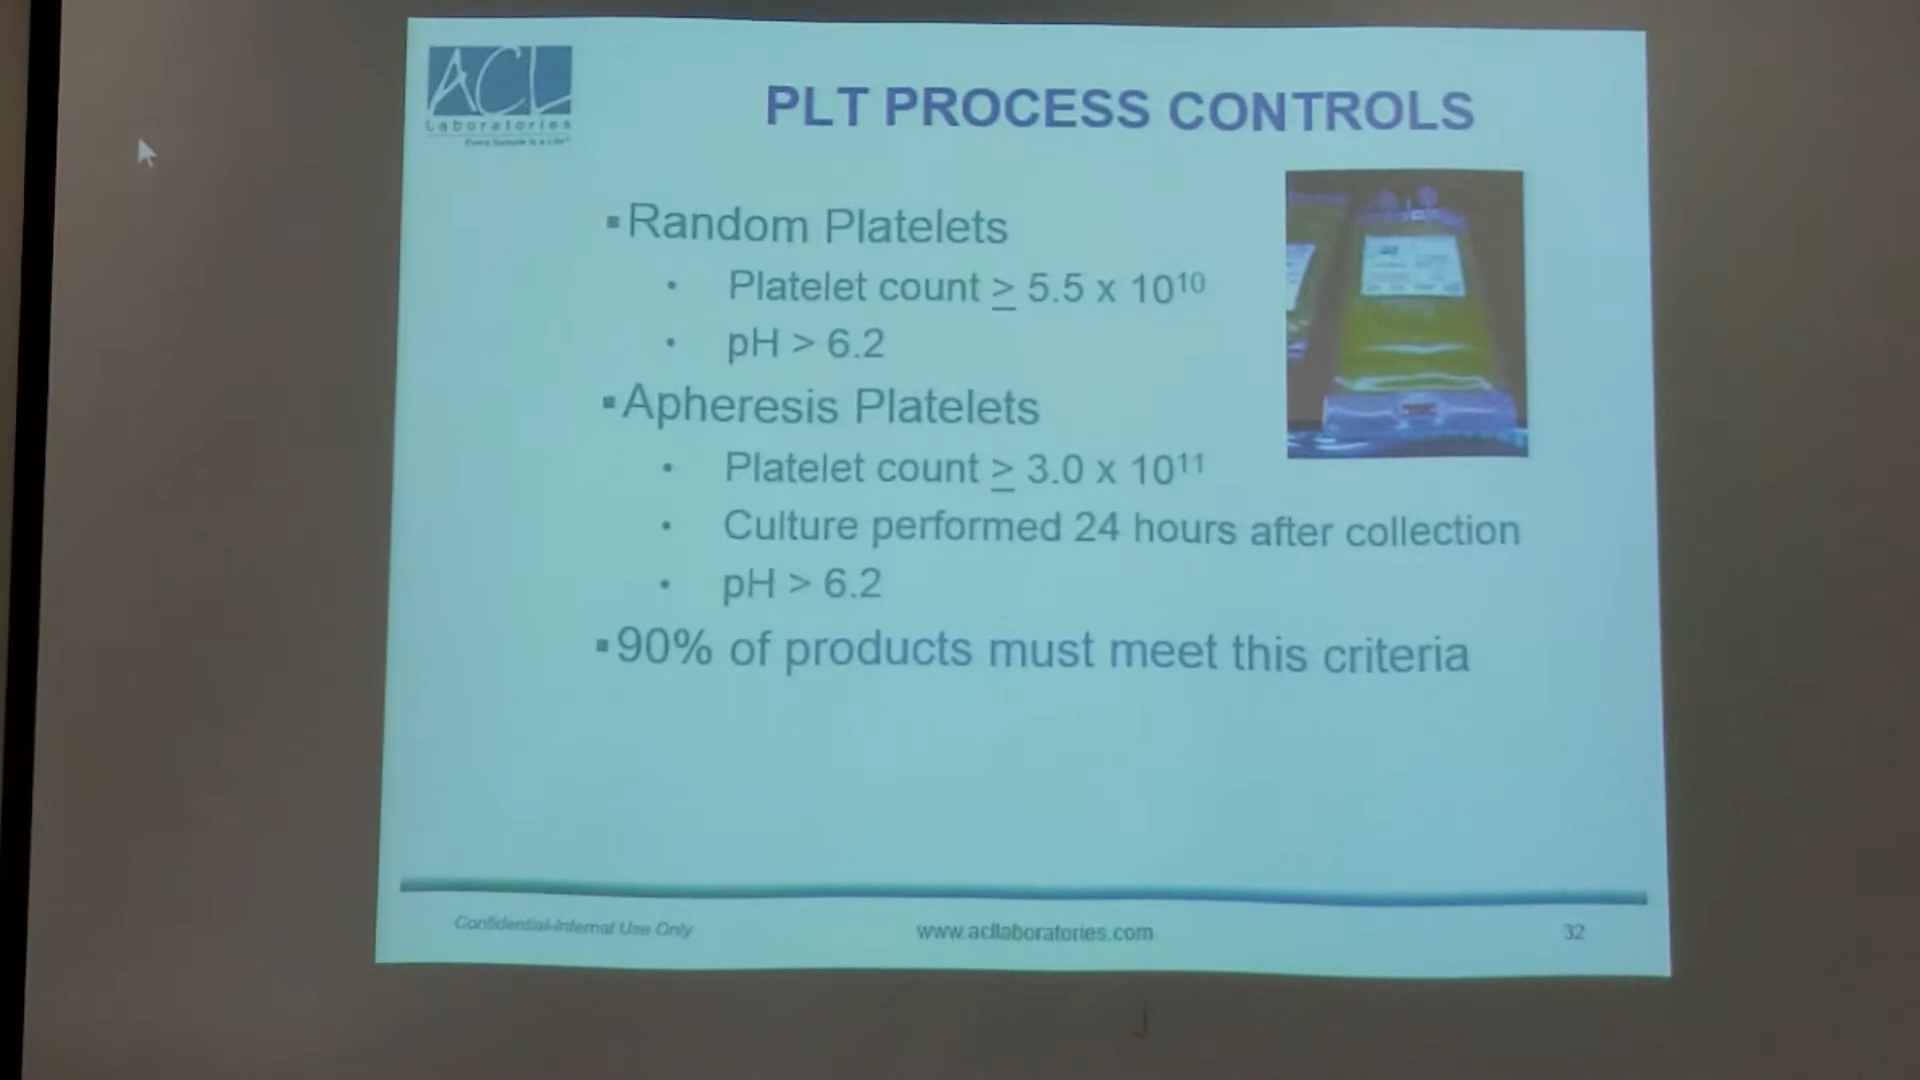 ACL
Laboratories
PLT PROCESS CONTROLS
▪Random Platelets
• Platelet count ≥ 5.5 x 10¹⁰
• pH > 6.2
▪Apheresis Platelets
• Platelet count ≥ 3.0 x 10¹¹
• Culture performed 24 hours after collection
• pH > 6.2
▪90% of products must meet this criteria
Confidential-Internal Use Only
www.acllaboratories.com
32